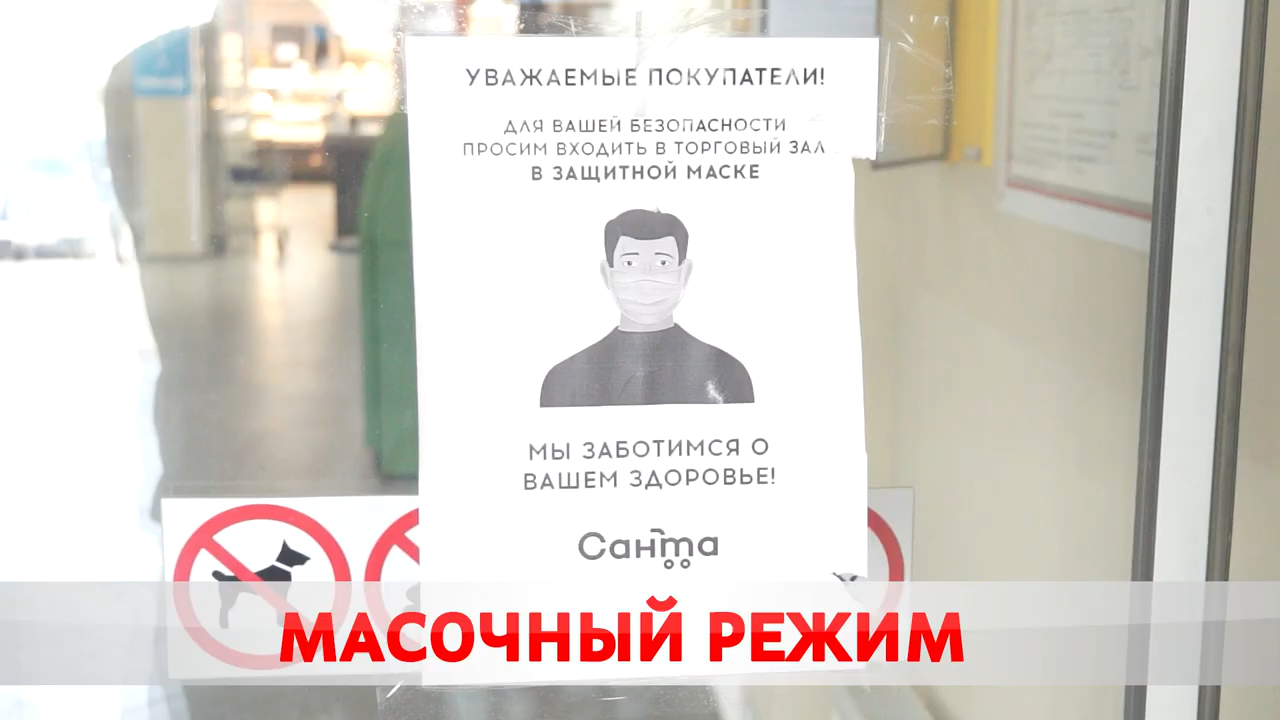 УВАЖАЕМЫЕ ПОКУПАТЕЛИ!
ДЛЯ ВАШЕЙ БЕЗОПАСНОСТИ
ПРОСИМ ВХОДИТЬ В ТОРГОВЫЙ ЗАЛ
В ЗАЩИТНОЙ МАСКЕ
МЫ ЗАБОТИМСЯ О
ВАШЕМ ЗДОРОВЬЕ!
Санта
МАСОЧНЫЙ РЕЖИМ